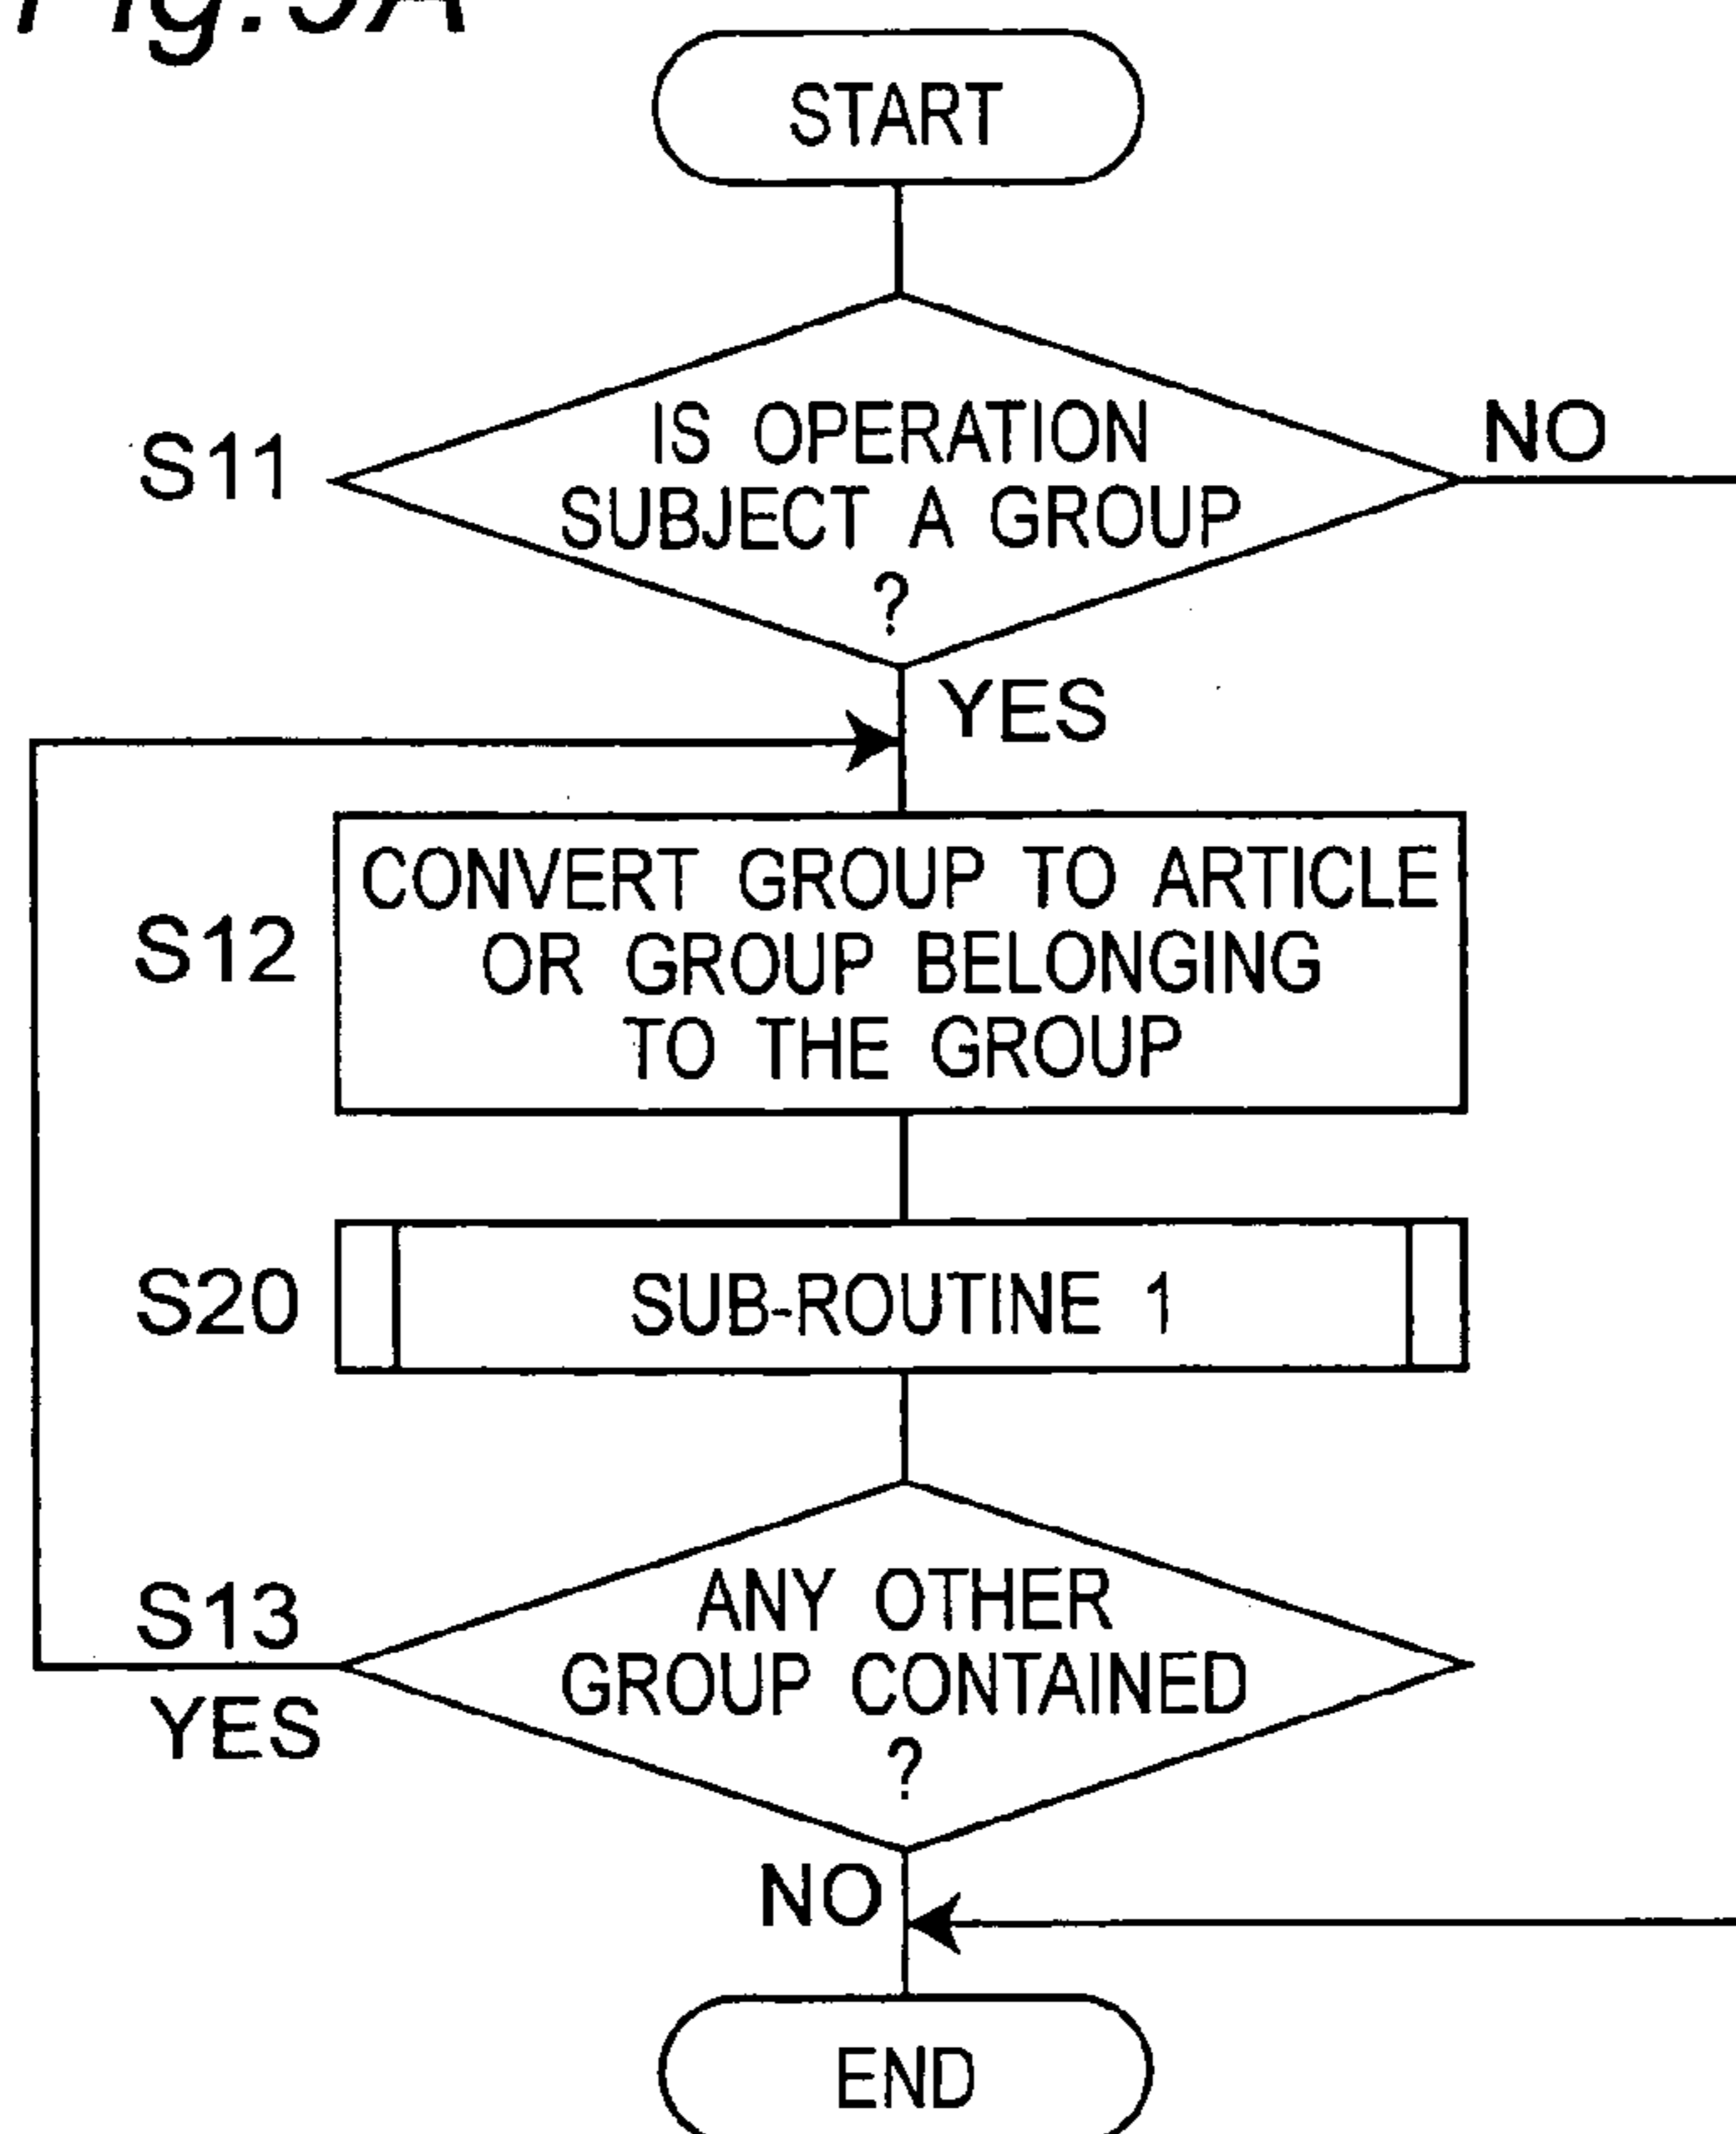 START
IS OPERATION
SUBJECT A GROUP
?
S11
NO
YES
S12
CONVERT GROUP TO ARTICLE
OR GROUP BELONGING
TO THE GROUP
S20
SUB-ROUTINE 1
S13
YES
ANY OTHER
GROUP CONTAINED
?
NO
END